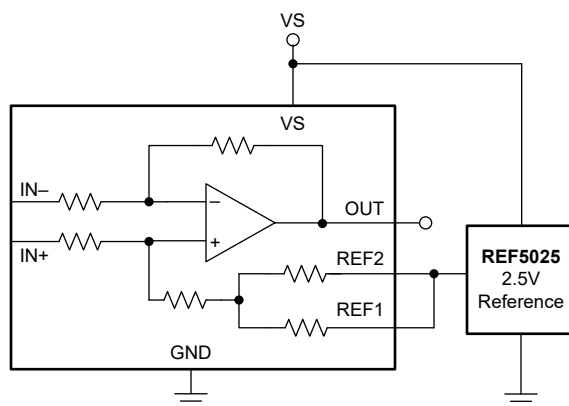 VS
VS
IN–
–
OUT
IN+
+
REF2
REF1
GND
REF5025
2.5V
Reference